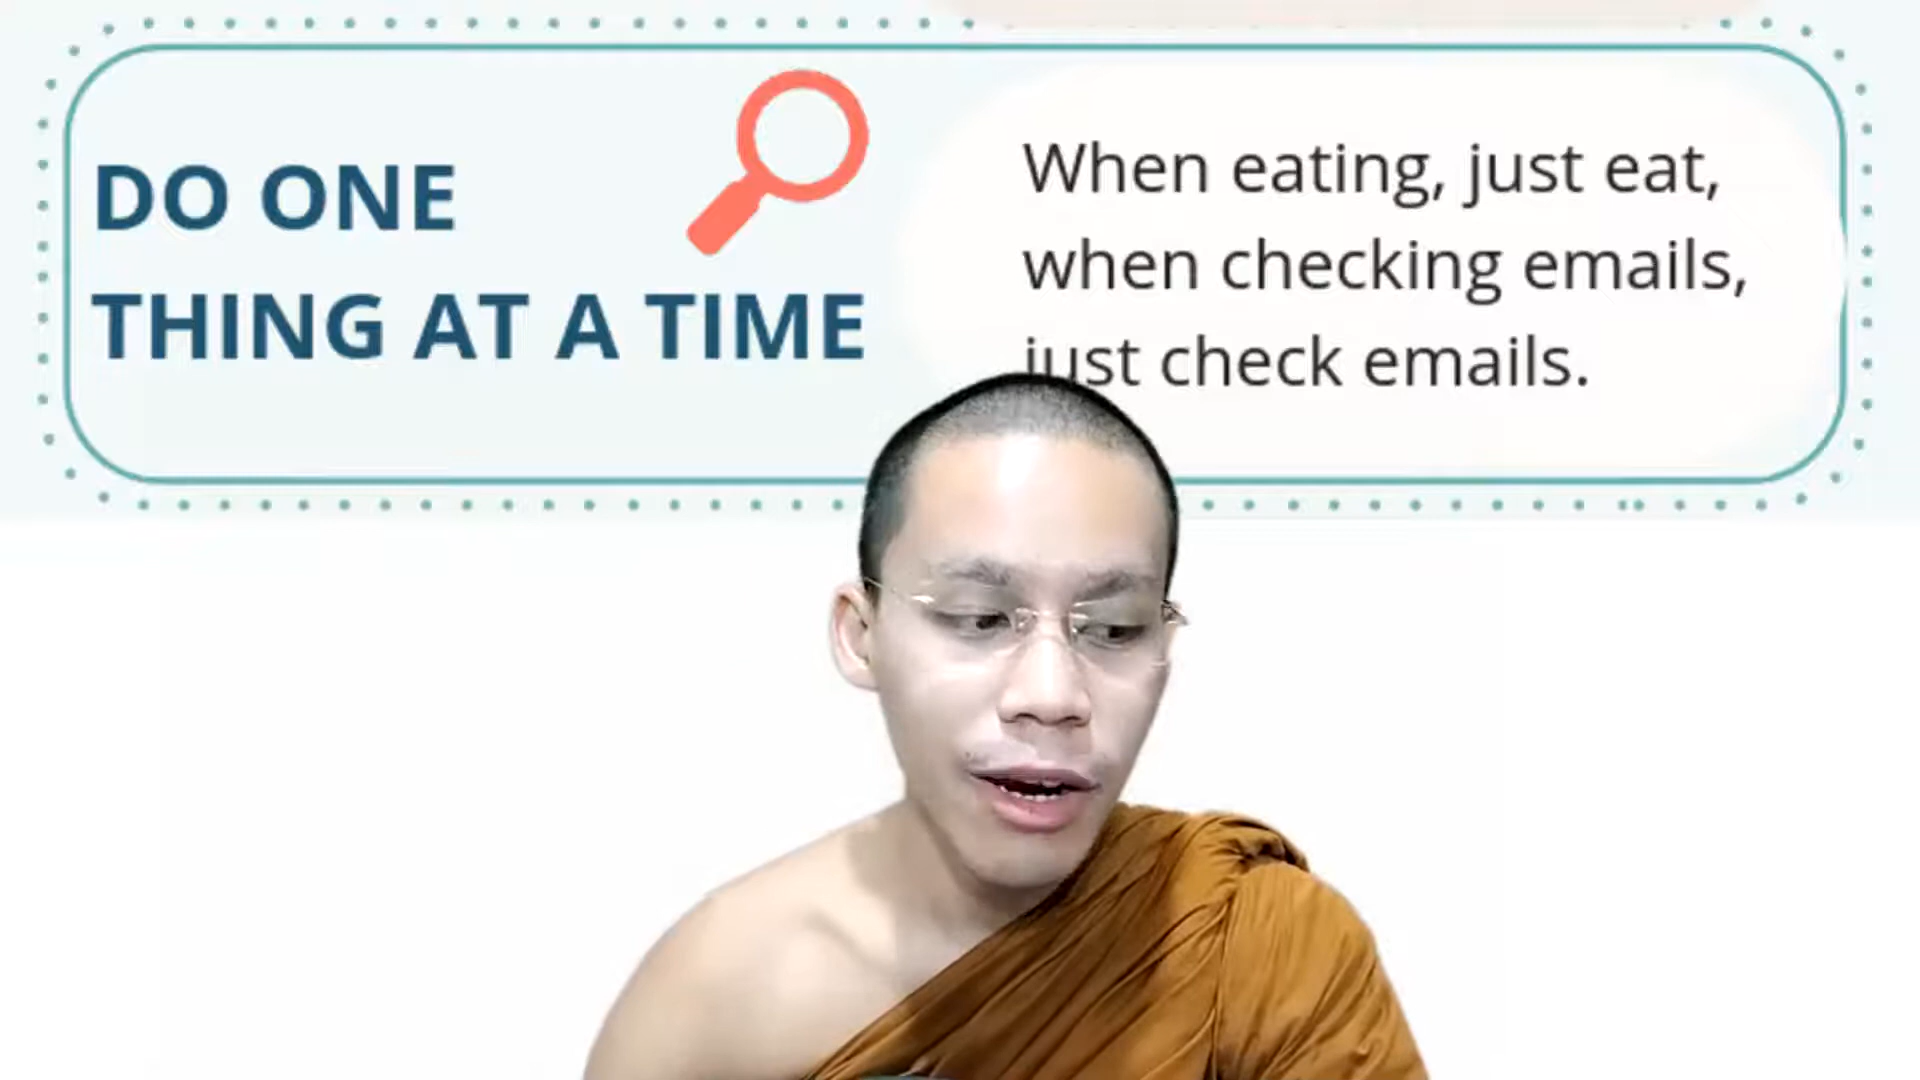 DO ONE
THING AT A TIME
When eating, just eat,
when checking emails,
just check emails.